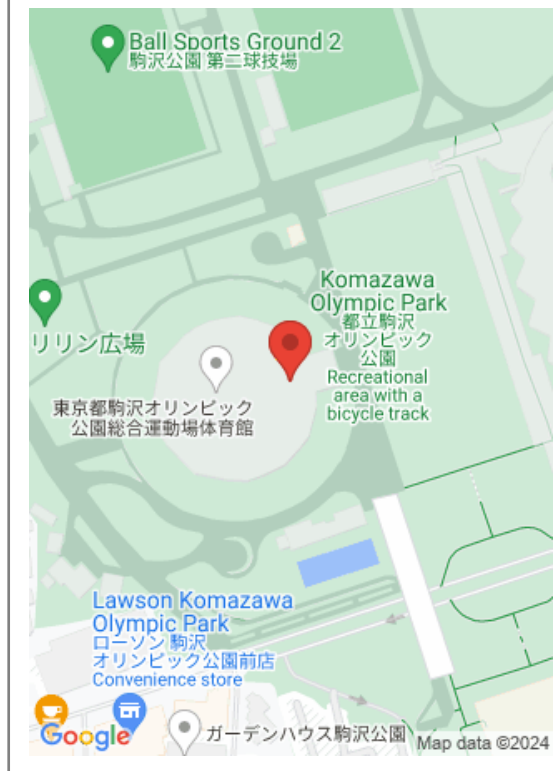 Ball Sports Ground 2
駒沢公園 第二球技場
Komazawa
Olympic Park
都立駒沢
オリンピック
公園
Recreational
area with a
bicycle track
リリン広場
東京都駒沢オリンピック
公園総合運動場体育館
Lawson Komazawa
Olympic Park
ローソン 駒沢
オリンピック公園前店
Convenience store
ガーデンハウス駒沢公園
Google
Map data ©2024